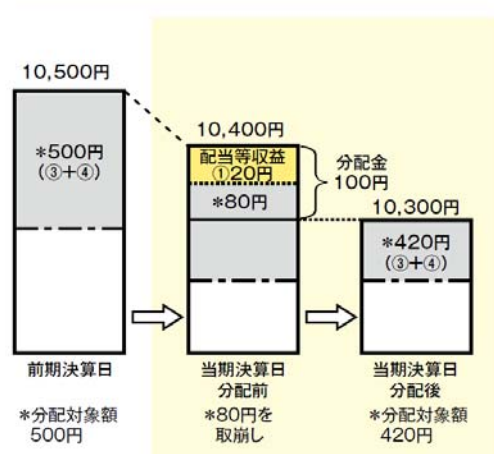 10,500円
*500円
(③+④)
10,400円
配当等収益
①20円
*80円
分配金
100円
10,300円
*420円
(③+④)
前期決算日
当期決算日
分配前
当期決算日
分配後
*分配対象額
500円
*80円を
取崩し
*分配対象額
420円